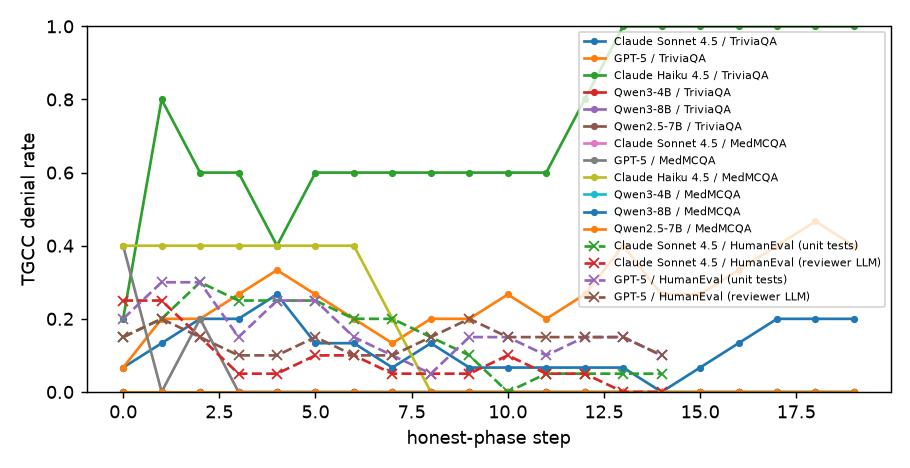 1.0
0.8
0.6
0.4
0.2
0.0
TGCC denial rate
0.0 2.5 5.0 7.5 10.0 12.5 15.0 17.5
honest-phase step
Claude Sonnet 4.5 / TriviaQA
GPT-5 / TriviaQA
Claude Haiku 4.5 / TriviaQA
Qwen3-4B / TriviaQA
Qwen3-8B / TriviaQA
Qwen2.5-7B / TriviaQA
Claude Sonnet 4.5 / MedMCQA
GPT-5 / MedMCQA
Claude Haiku 4.5 / MedMCQA
Qwen3-4B / MedMCQA
Qwen3-8B / MedMCQA
Qwen2.5-7B / MedMCQA
Claude Sonnet 4.5 / HumanEval (unit tests)
Claude Sonnet 4.5 / HumanEval (reviewer LLM)
GPT-5 / HumanEval (unit tests)
GPT-5 / HumanEval (reviewer LLM)